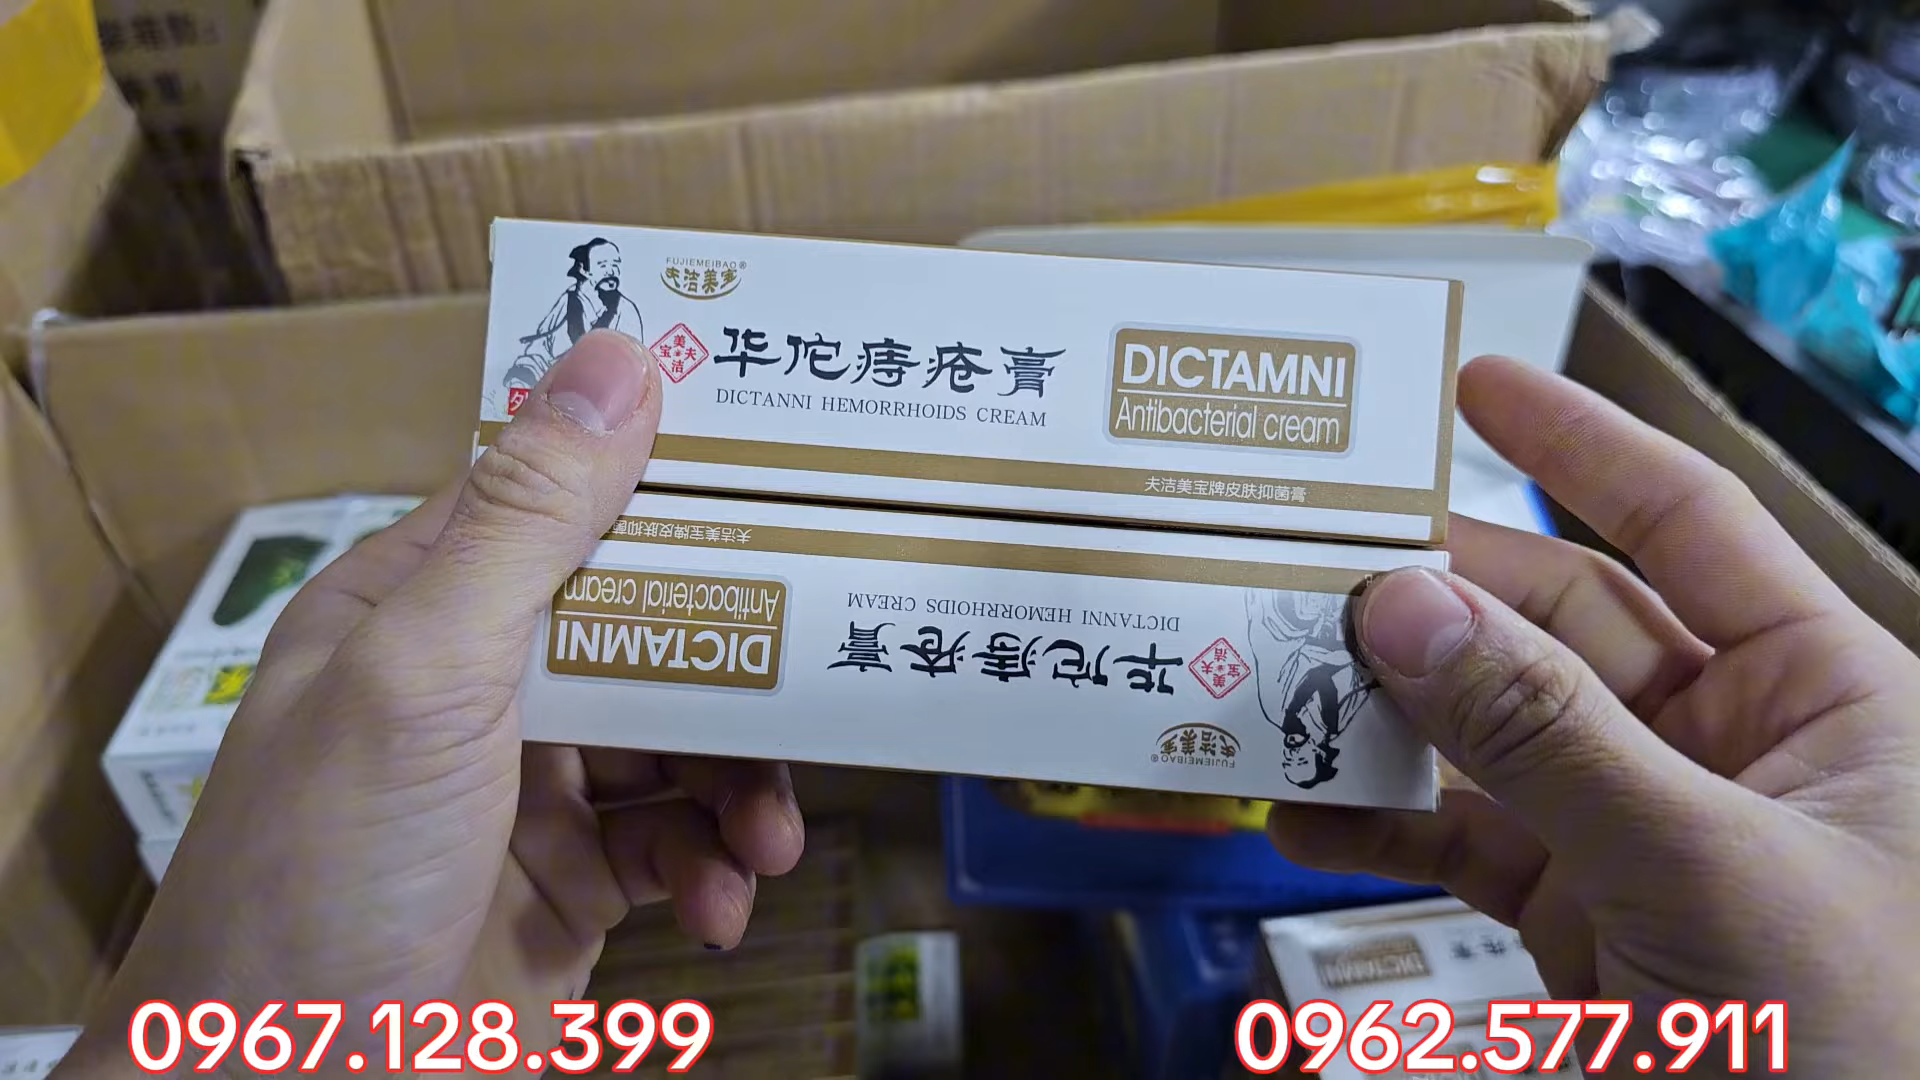 FUJIEMEIBAO®
夫洁美宝
美夫
宝洁
华佗痔疮膏
DICTANNI HEMORRHOIDS CREAM
DICTAMNI
Antibacterial cream
外
夫洁美宝牌皮肤抑菌膏
夫洁美宝牌皮肤抑菌
DICTAMNI
Antibacterial cream
华佗痔疮膏
DICTANNI HEMORRHOIDS CREAM
美夫
宝洁
FUJIEMEIBAO®
夫洁美宝
DICTAMNI
0967.128.399
0962.577.911